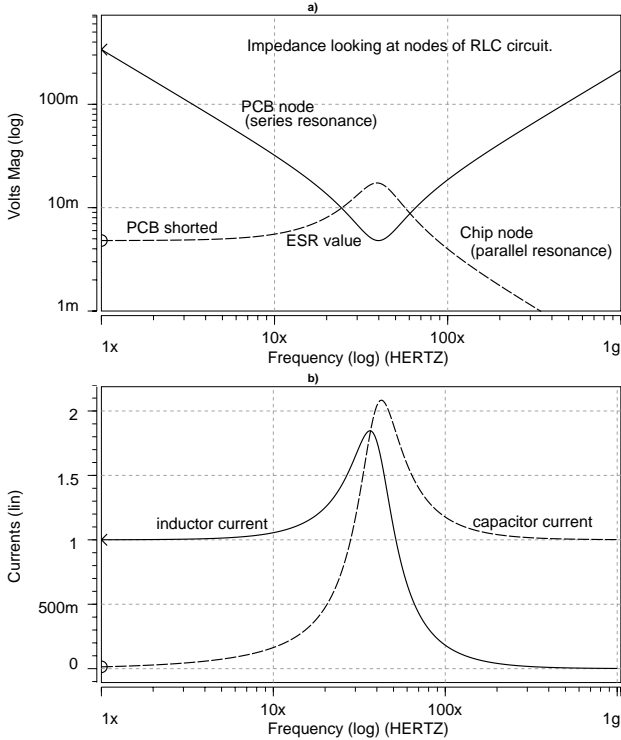 a)
Impedance looking at nodes of RLC circuit.
100m
PCB node
(series resonance)
Volts Mag (log)
10m
PCB shorted
ESR value
Chip node
(parallel resonance)
1m
1x
10x
100x
1g
Frequency (log) (HERTZ)
b)
2
1.5
inductor current
capacitor current
1
Currents (lin)
500m
0
1x
10x
100x
1g
Frequency (log) (HERTZ)